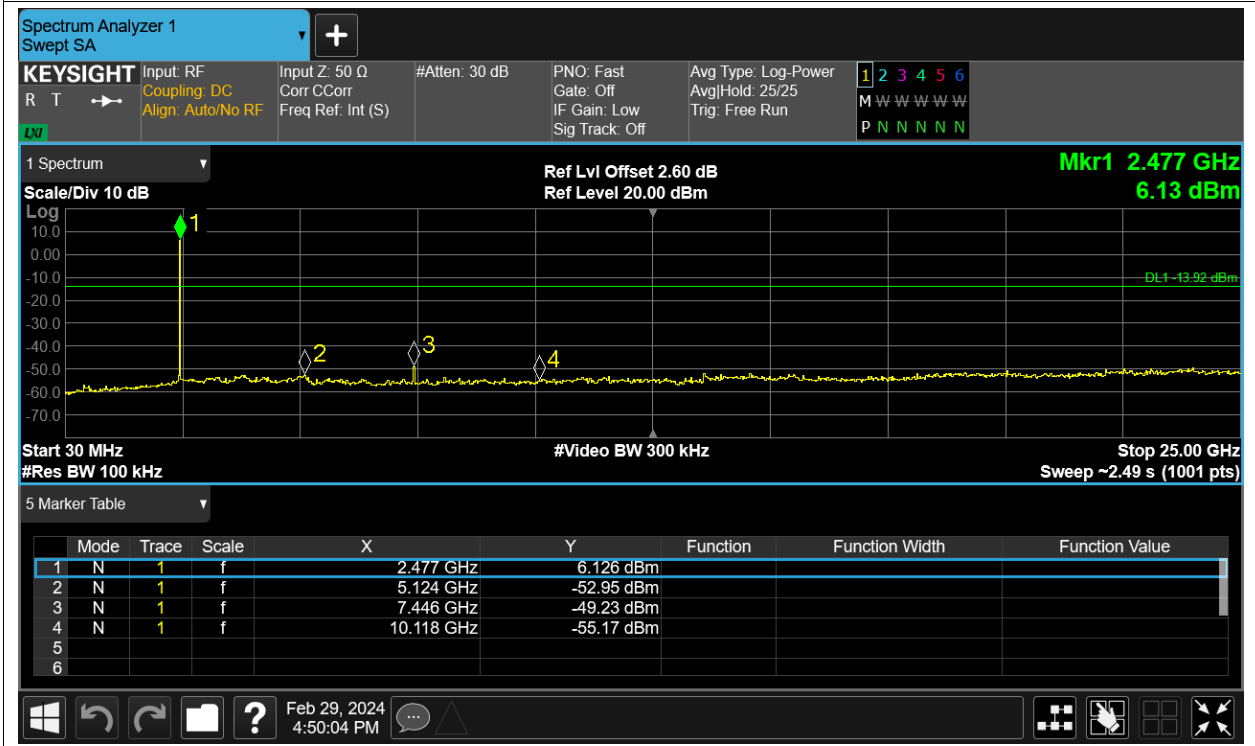 Spectrum Analyzer 1
Swept SA
+
KEYSIGHT Input: RF Input Z: 50 Ω #Atten: 30 dB PNO: Fast Avg Type: Log-Power 1 2 3 4 5 6
R T Coupling: DC Corr CCorr Gate: Off Avg|Hold: 25/25 M W W W W W
Align: Auto/No RF Freq Ref: Int (S) IF Gain: Low Trig: Free Run
LXI Sig Track: Off P N N N N N
1 Spectrum Ref Lvl Offset 2.60 dB Mkr1 2.477 GHz
Scale/Div 10 dB Ref Level 20.00 dBm 6.13 dBm
Log
1
10.0
0.00
-10.0 DL1 -13.92 dBm
-20.0
-30.0
-40.0 2 3 4
-50.0
-60.0
-70.0
Start 30 MHz #Video BW 300 kHz Stop 25.00 GHz
#Res BW 100 kHz Sweep ~2.49 s (1001 pts)
5 Marker Table
Mode Trace Scale X Y Function Function Width Function Value
1 N 1 f 2.477 GHz 6.126 dBm
2 N 1 f 5.124 GHz -52.95 dBm
3 N 1 f 7.446 GHz -49.23 dBm
4 N 1 f 10.118 GHz -55.17 dBm
5
6
? Feb 29, 2024
4:50:04 PM